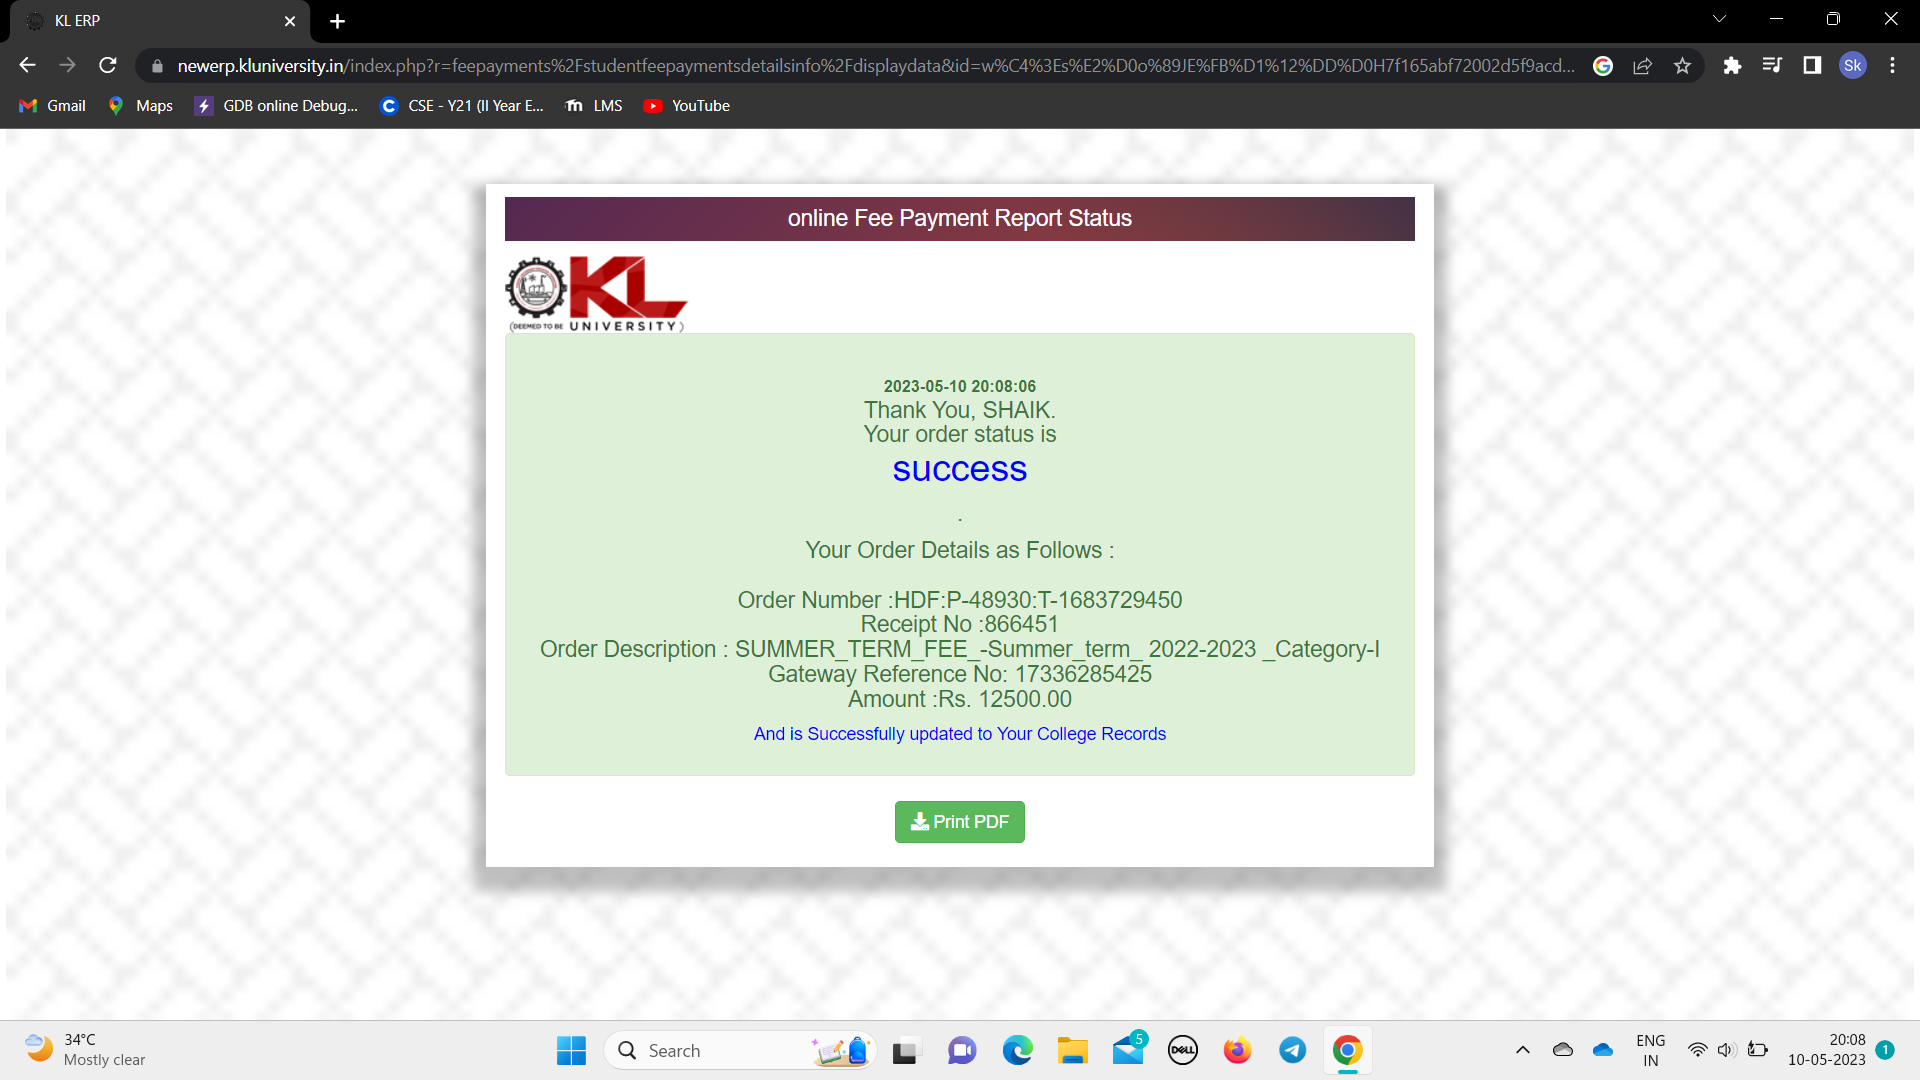 KL ERP
newerp.kluniversity.in/index.php?r=feepayments%2Fstudentfeepaymentsdetailsinfo%2Fdisplaydata&id=w%C4%3Es%E2%D0o%89JE%FB%D1%12%DD%D0H7f165abf72002d5f9acd...
Sk
Gmail
Maps
GDB online Debug...
CSE - Y21 (II Year E...
LMS
YouTube
online Fee Payment Report Status
KL
(DEEMED TO BE UNIVERSITY)
2023-05-10 20:08:06
Thank You, SHAIK.
Your order status is
success
.
Your Order Details as Follows :
Order Number :HDF:P-48930:T-1683729450
Receipt No :866451
Order Description : SUMMER_TERM_FEE_-Summer_term_ 2022-2023 _Category-I
Gateway Reference No: 17336285425
Amount :Rs. 12500.00
And is Successfully updated to Your College Records
Print PDF
34°C
Mostly clear
Search
5
DELL
ENG
IN
20:08
10-05-2023
1